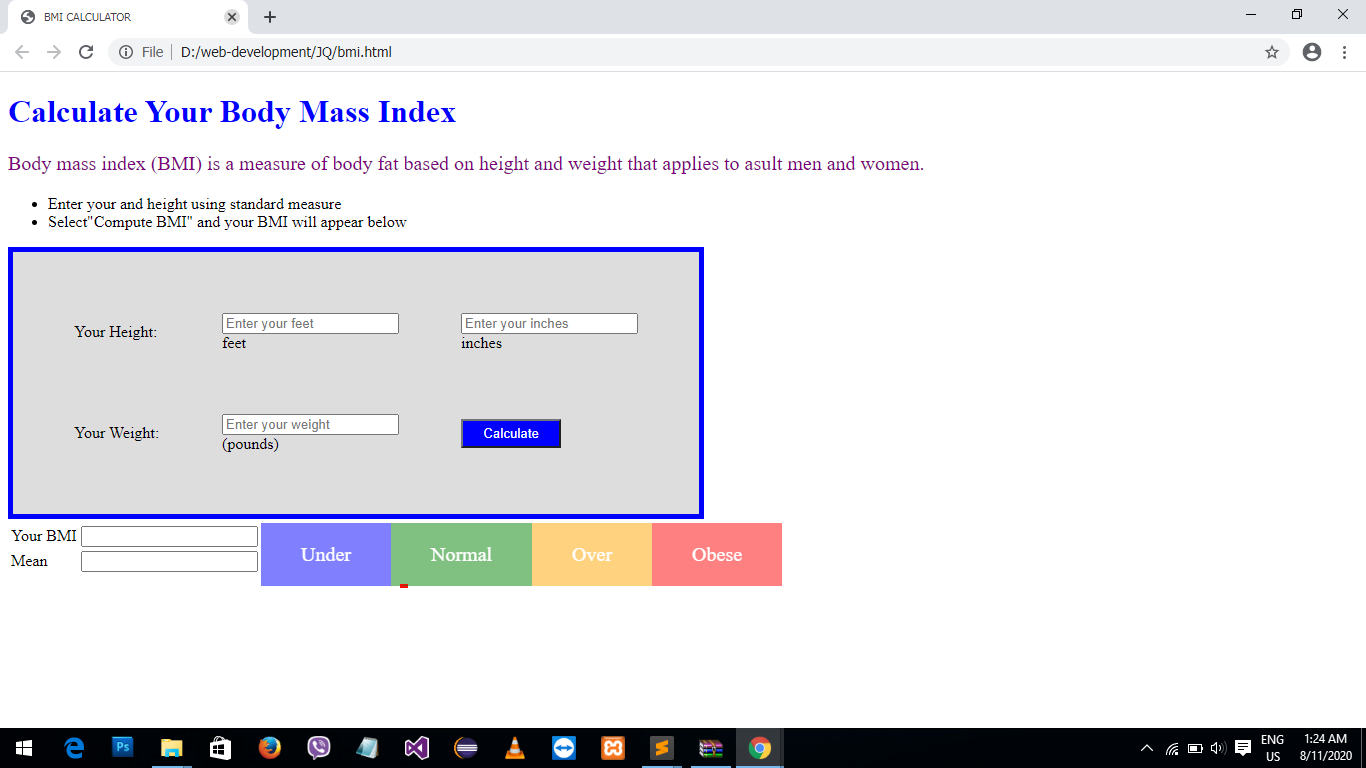 BMI CALCULATOR
File | D:/web-development/JQ/bmi.html
Calculate Your Body Mass Index
Body mass index (BMI) is a measure of body fat based on height and weight that applies to asult men and women.
• Enter your and height using standard measure
• Select"Compute BMI" and your BMI will appear below
Your Height: Enter your feet Enter your inches
feet inches
Your Weight: Enter your weight Calculate
(pounds)
Your BMI
Under Normal Over Obese
Mean
Ps
ENG 1:24 AM
US 8/11/2020